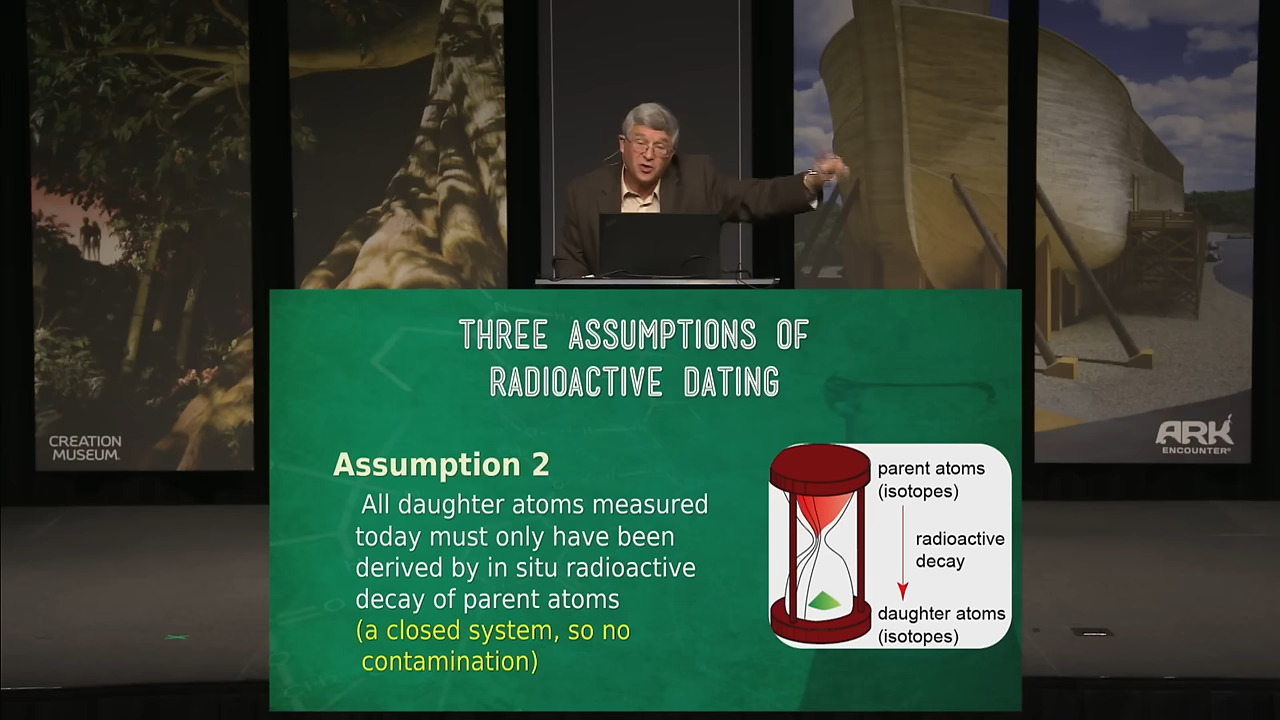 CREATION
MUSEUM
ARK
ENCOUNTER
THREE ASSUMPTIONS OF
RADIOACTIVE DATING
Assumption 2
All daughter atoms measured
today must only have been
derived by in situ radioactive
decay of parent atoms
(a closed system, so no
contamination)
parent atoms
(isotopes)
radioactive
decay
daughter atoms
(isotopes)